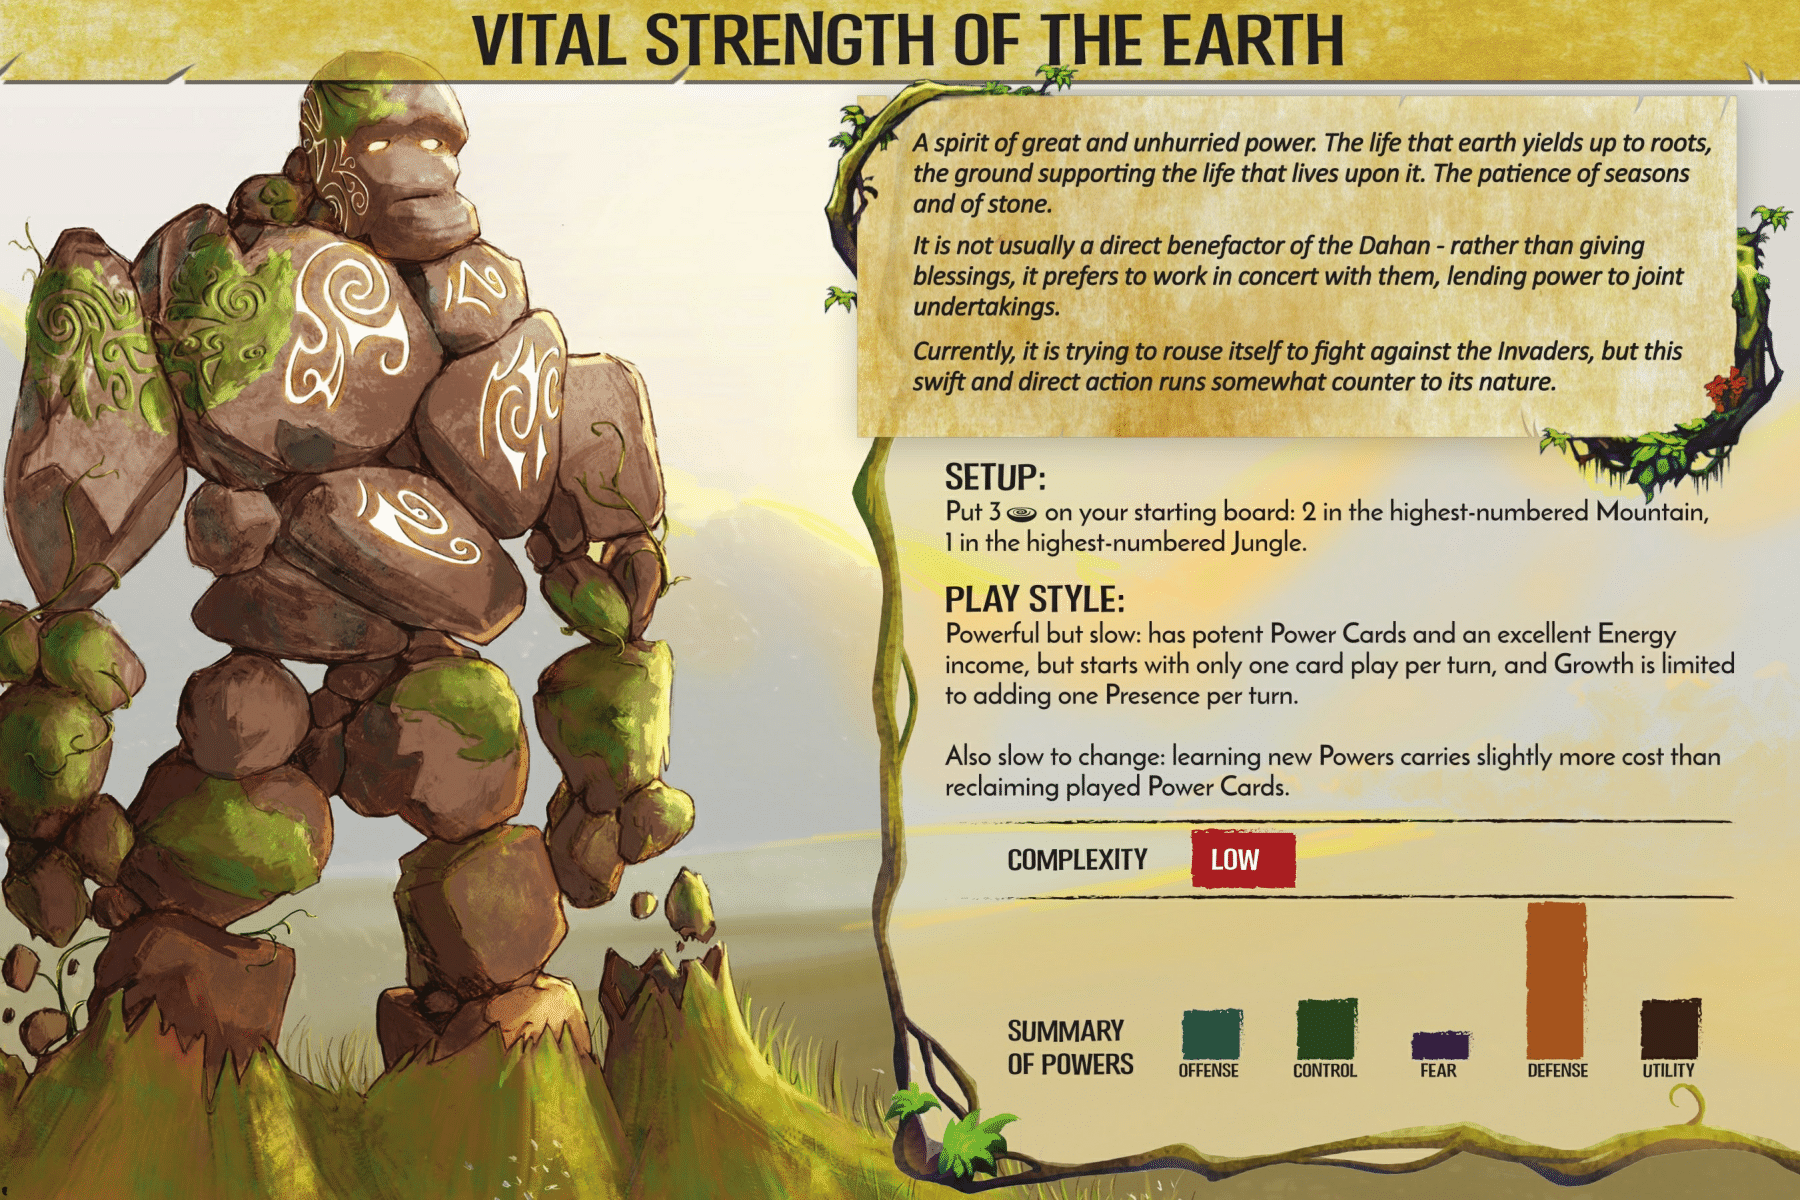 VITAL STRENGTH OF THE EARTH
A spirit of great and unhurried power. The life that earth yields up to roots,
the ground supporting the life that lives upon it. The patience of seasons
and of stone.
It is not usually a direct benefactor of the Dahan - rather than giving
blessings, it prefers to work in concert with them, lending power to joint
undertakings.
Currently, it is trying to rouse itself to fight against the Invaders, but this
swift and direct action runs somewhat counter to its nature.
SETUP:
Put 3 on your starting board: 2 in the highest-numbered Mountain,
1 in the highest-numbered Jungle.
PLAY STYLE:
Powerful but slow: has potent Power Cards and an excellent Energy
income, but starts with only one card play per turn, and Growth is limited
to adding one Presence per turn.
Also slow to change: learning new Powers carries slightly more cost than
reclaiming played Power Cards.
COMPLEXITY LOW
SUMMARY
OF POWERS
OFFENSE CONTROL FEAR DEFENSE UTILITY